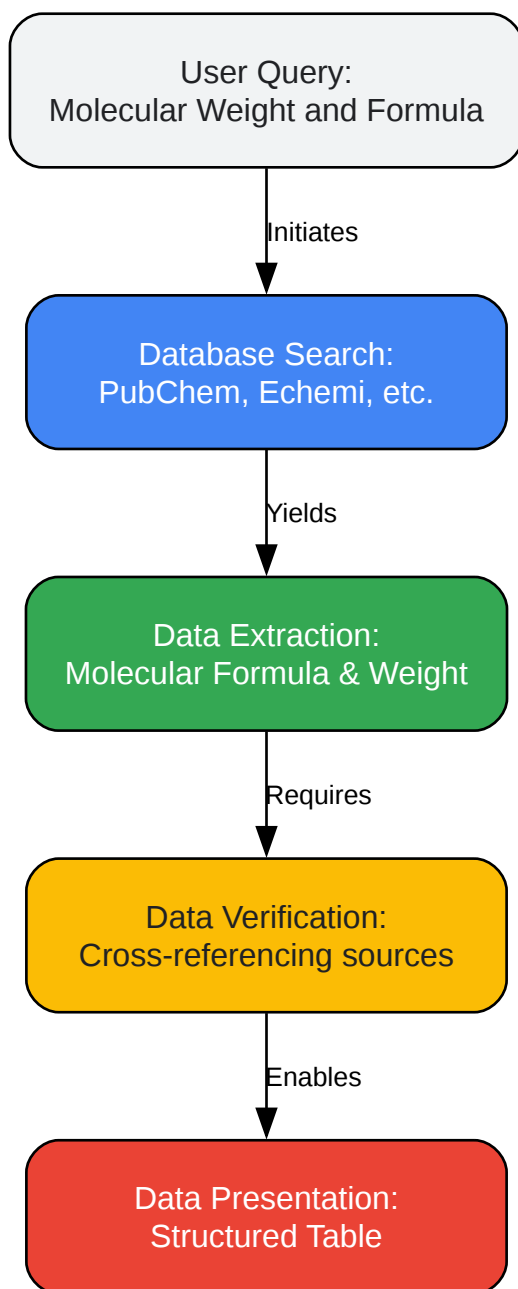 User Query:
Molecular Weight and Formula
Initiates
Database Search:
PubChem, Echemi, etc.
Yields
Data Extraction:
Molecular Formula & Weight
Requires
Data Verification:
Cross-referencing sources
Enables
Data Presentation:
Structured Table